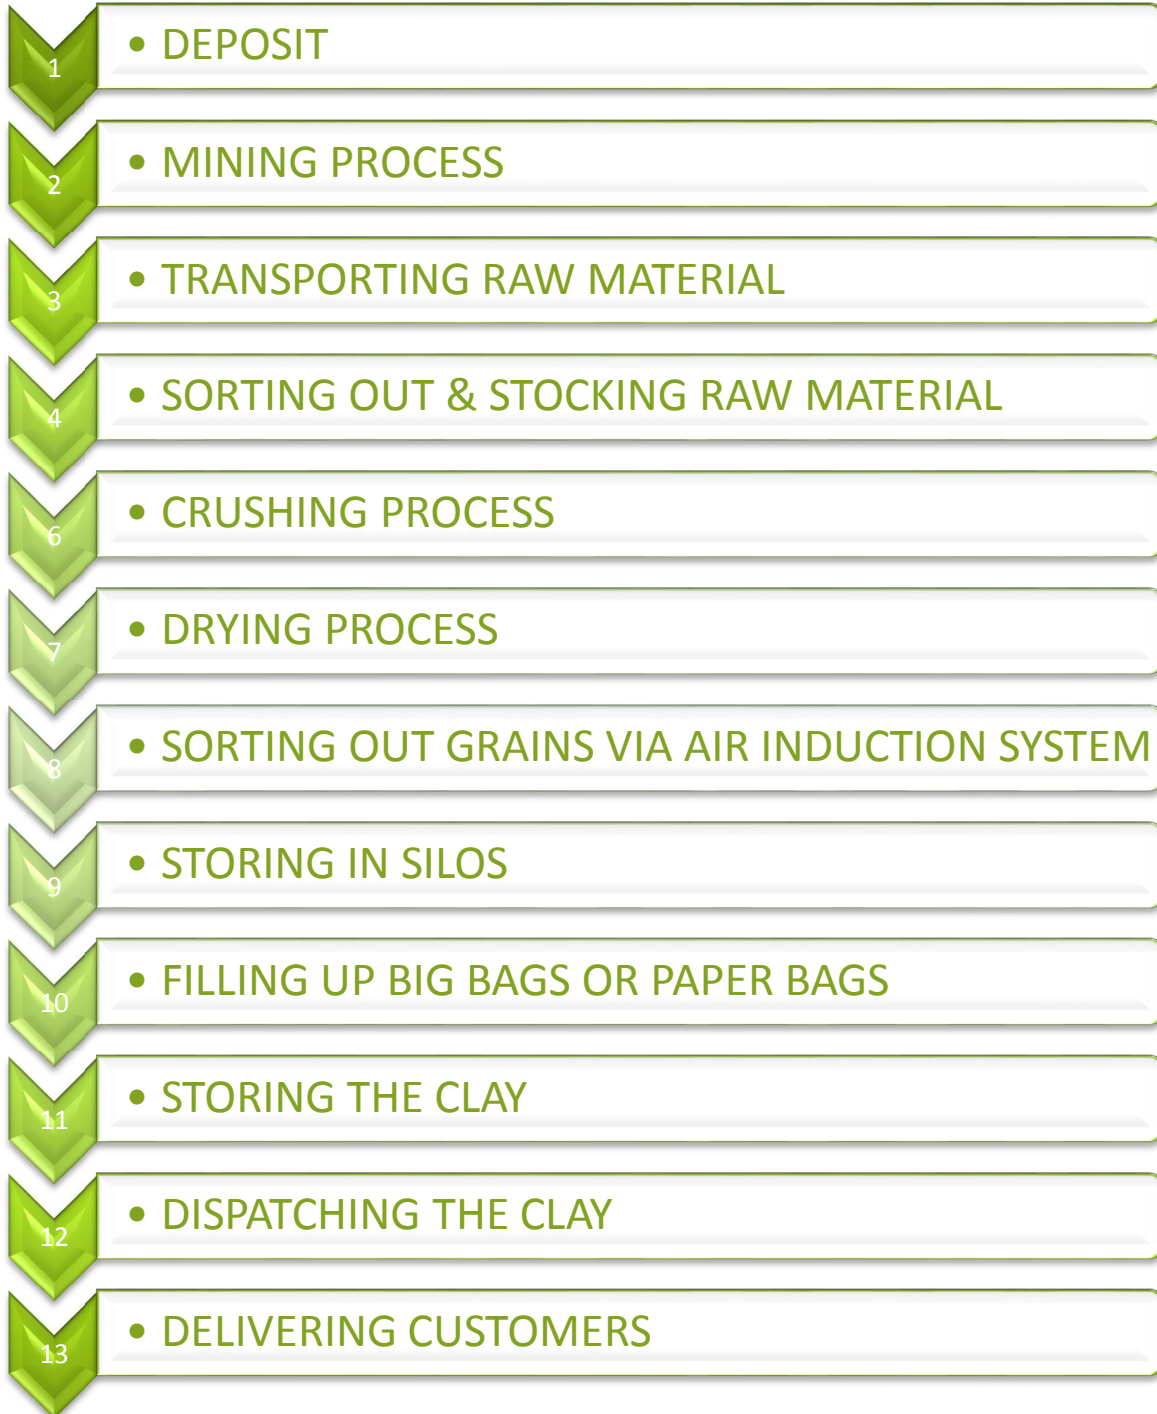 1
• DEPOSIT
2
• MINING PROCESS
3
• TRANSPORTING RAW MATERIAL
4
• SORTING OUT & STOCKING RAW MATERIAL
6
• CRUSHING PROCESS
7
• DRYING PROCESS
8
• SORTING OUT GRAINS VIA AIR INDUCTION SYSTEM
9
• STORING IN SILOS
10
• FILLING UP BIG BAGS OR PAPER BAGS
11
• STORING THE CLAY
12
• DISPATCHING THE CLAY
13
• DELIVERING CUSTOMERS